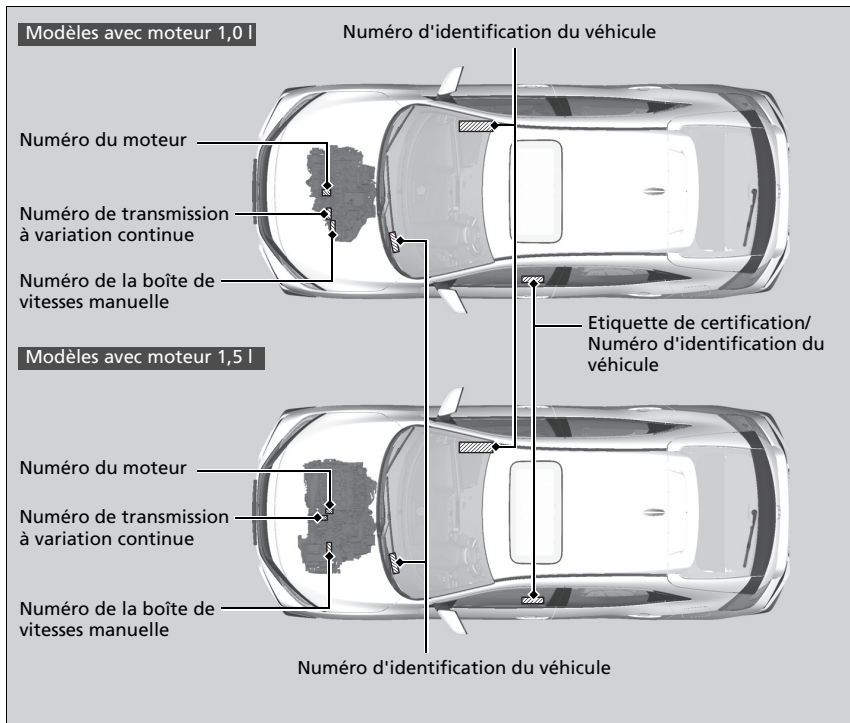 Modèles avec moteur 1,0 l
Numéro d'identification du véhicule
Numéro du moteur
Numéro de transmission
à variation continue
Numéro de la boîte de
vitesses manuelle
Etiquette de certification/
Numéro d'identification du
véhicule
Modèles avec moteur 1,5 l
Numéro du moteur
Numéro de transmission
à variation continue
Numéro de la boîte de
vitesses manuelle
Numéro d'identification du véhicule